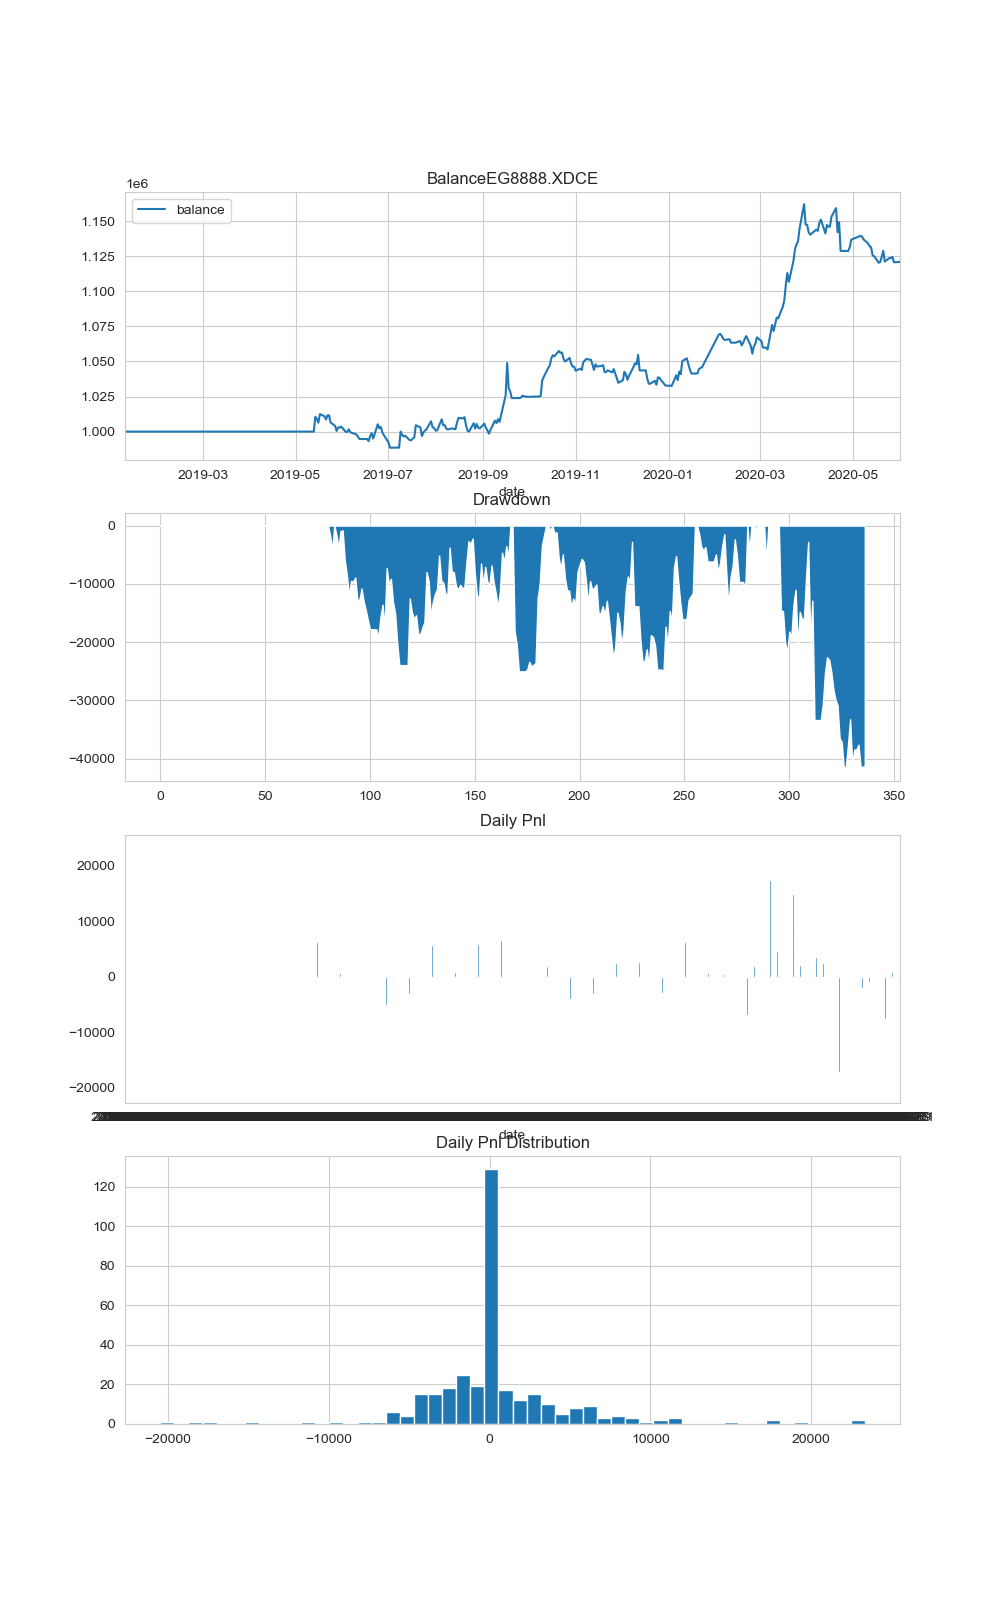 BalanceEG8888.XDCE
1e6
balance
1.150
1.125
1.100
1.075
1.050
1.025
1.000
2019-03 2019-05 2019-07 2019-09 2019-11 2020-01 2020-03 2020-05
date
Drawdown
0
−10000
−20000
−30000
−40000
0 50 100 150 200 250 300 350
Daily Pnl
20000
10000
0
−10000
−20000
date
Daily Pnl Distribution
120
100
80
60
40
20
0
−20000 −10000 0 10000 20000